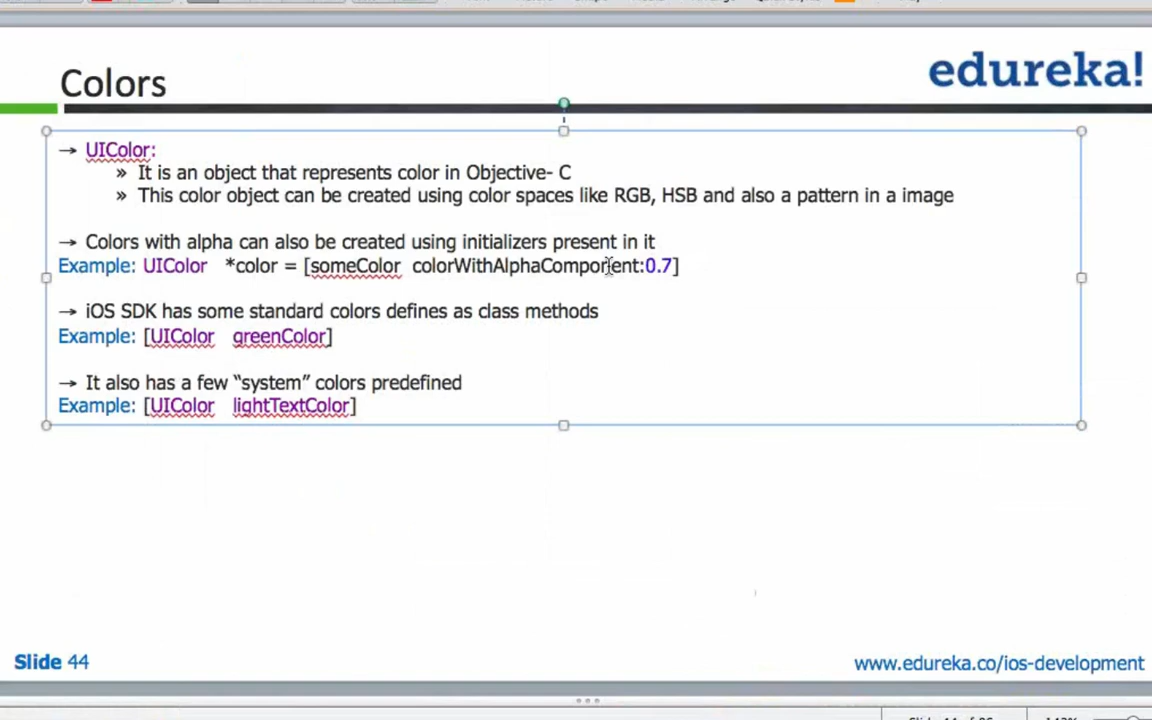 Colors
edureka!
→ UIColor:
» It is an object that represents color in Objective- C
» This color object can be created using color spaces like RGB, HSB and also a pattern in a image
→ Colors with alpha can also be created using initializers present in it
Example: UIColor *color = [someColor colorWithAlphaComponent:0.7]
→ iOS SDK has some standard colors defines as class methods
Example: [UIColor greenColor]
→ It also has a few “system” colors predefined
Example: [UIColor lightTextColor]
Slide 44
www.edureka.co/ios-development